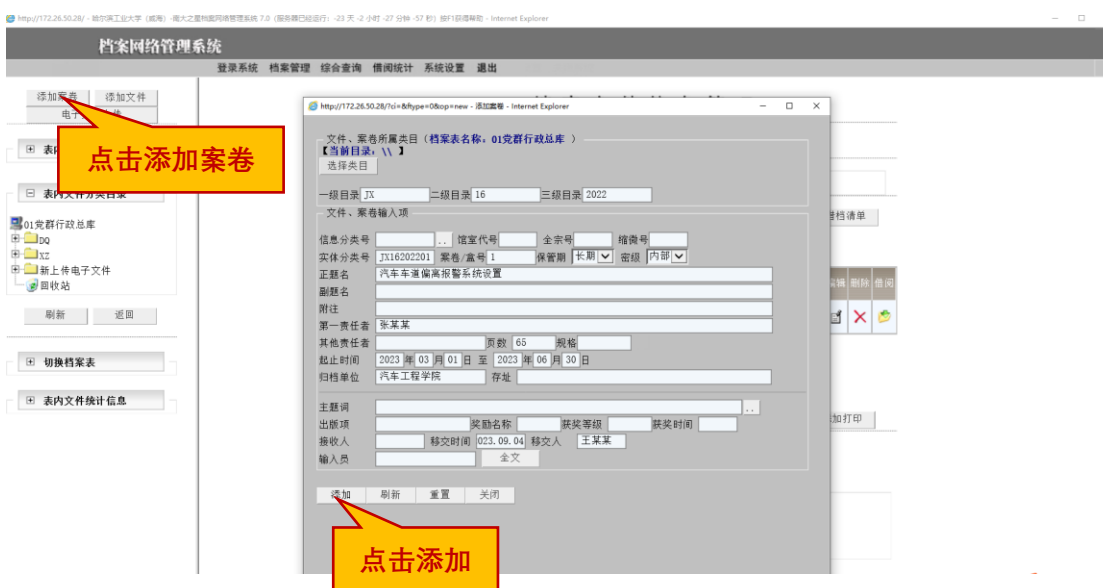 http://172.26.50.28/ - 哈尔滨工业大学（威海）-南大之星档案网络管理系统 7.0（服务器已经运行：-23 天 -2 小时 -27 分钟 -57 秒）按F1获得帮助 - Internet Explorer
档案网络管理系统
登录系统 档案管理 综合查询 借阅统计 系统设置 退出
添加案卷 添加文件
电子
点击添加案卷
表内文件分类目录
01党群行政总库
DQ
XZ
新上传电子文件
回收站
刷新 返回
切换档案表
表内文件统计信息
http://172.26.50.28/?ci=&ftype=0&op=new - 添加案卷 - Internet Explorer
文件、案卷所属类目（档案表名称：01党群行政总库 ）
【当前目录：\\ 】
选择类目
一级目录 JX 二级目录 16 三级目录 2022
文件、案卷输入项
信息分类号 .. 馆室代号 全宗号 缩微号
实体分类号 JX16202201 案卷/盒号 1 保管期 长期 密级 内部
正题名 汽车车道偏离报警系统设置
副题名
附注
第一责任者 张某某
其他责任者 页数 65 规格
起止时间 2023 年 03 月 01 日 至 2023 年 06 月 30 日
归档单位 汽车工程学院 存址
主题词 ..
出版项 奖励名称 获奖等级 获奖时间
接收人 移交时间 023.09.04 移交人 王某某
输入员 全文
添加 刷新 重置 关闭
点击添加
档清单
编辑 删除 借阅
加打印